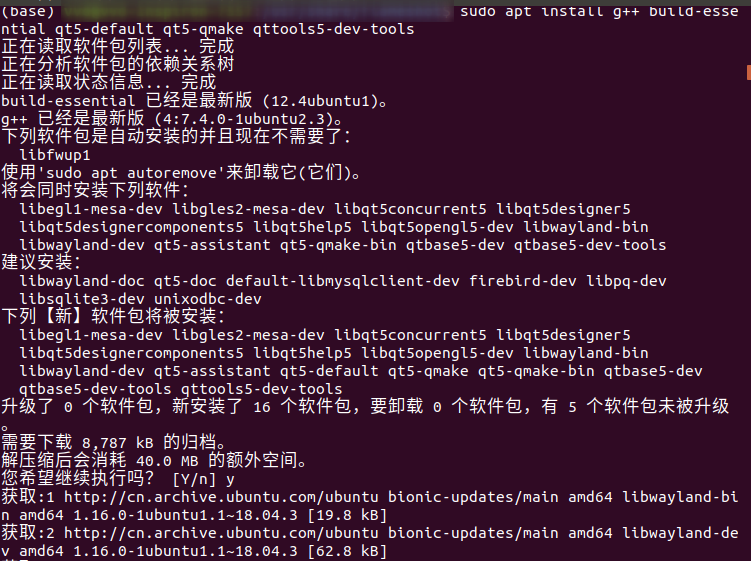 (base) sudo apt install g++ build-esse
ntial qt5-default qt5-qmake qttools5-dev-tools
正在读取软件包列表... 完成
正在分析软件包的依赖关系树
正在读取状态信息... 完成
build-essential 已经是最新版 (12.4ubuntu1)。
g++ 已经是最新版 (4:7.4.0-1ubuntu2.3)。
下列软件包是自动安装的并且现在不需要了：
  libfwup1
使用'sudo apt autoremove'来卸载它(它们)。
将会同时安装下列软件：
  libegl1-mesa-dev libgles2-mesa-dev libqt5concurrent5 libqt5designer5
  libqt5designercomponents5 libqt5help5 libqt5opengl5-dev libwayland-bin
  libwayland-dev qt5-assistant qt5-qmake-bin qtbase5-dev qtbase5-dev-tools
建议安装：
  libwayland-doc qt5-doc default-libmysqlclient-dev firebird-dev libpq-dev
  libsqlite3-dev unixodbc-dev
下列【新】软件包将被安装：
  libegl1-mesa-dev libgles2-mesa-dev libqt5concurrent5 libqt5designer5
  libqt5designercomponents5 libqt5help5 libqt5opengl5-dev libwayland-bin
  libwayland-dev qt5-assistant qt5-default qt5-qmake qt5-qmake-bin qtbase5-dev
  qtbase5-dev-tools qttools5-dev-tools
升级了 0 个软件包，新安装了 16 个软件包，要卸载 0 个软件包，有 5 个软件包未被升级
。
需要下载 8,787 kB 的归档。
解压缩后会消耗 40.0 MB 的额外空间。
您希望继续执行吗？ [Y/n] y
获取:1 http://cn.archive.ubuntu.com/ubuntu bionic-updates/main amd64 libwayland-bi
n amd64 1.16.0-1ubuntu1.1~18.04.3 [19.8 kB]
获取:2 http://cn.archive.ubuntu.com/ubuntu bionic-updates/main amd64 libwayland-de
v amd64 1.16.0-1ubuntu1.1~18.04.3 [62.8 kB]